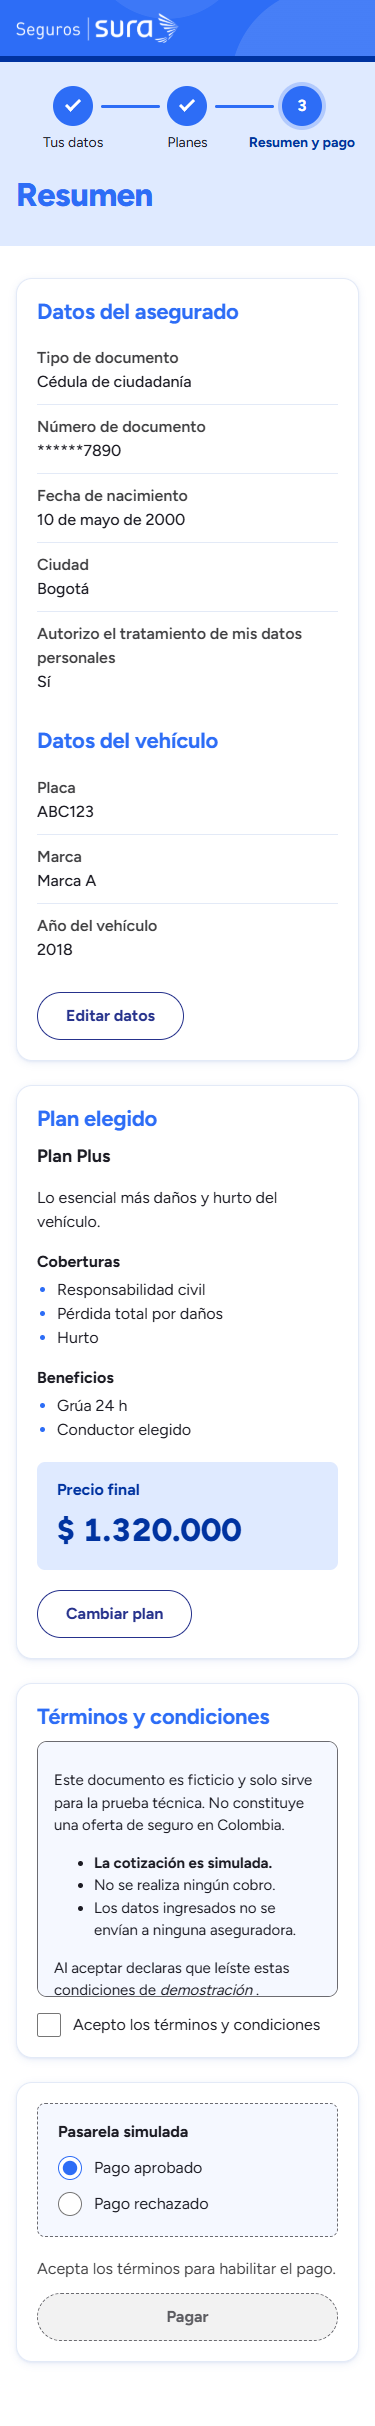 Seguros | sura
3
Tus datos
Planes
Resumen y pago
Resumen
Datos del asegurado
Tipo de documento
Cédula de ciudadanía
Número de documento
******7890
Fecha de nacimiento
10 de mayo de 2000
Ciudad
Bogotá
Autorizo el tratamiento de mis datos
personales
Sí
Datos del vehículo
Placa
ABC123
Marca
Marca A
Año del vehículo
2018
Editar datos
Plan elegido
Plan Plus
Lo esencial más daños y hurto del
vehículo.
Coberturas
Responsabilidad civil
Pérdida total por daños
Hurto
Beneficios
Grúa 24 h
Conductor elegido
Precio final
$ 1.320.000
Cambiar plan
Términos y condiciones
Este documento es ficticio y solo sirve
para la prueba técnica. No constituye
una oferta de seguro en Colombia.
La cotización es simulada.
No se realiza ningún cobro.
Los datos ingresados no se
envían a ninguna aseguradora.
Al aceptar declaras que leíste estas
condiciones de demostración .
Acepto los términos y condiciones
Pasarela simulada
Pago aprobado
Pago rechazado
Acepta los términos para habilitar el pago.
Pagar